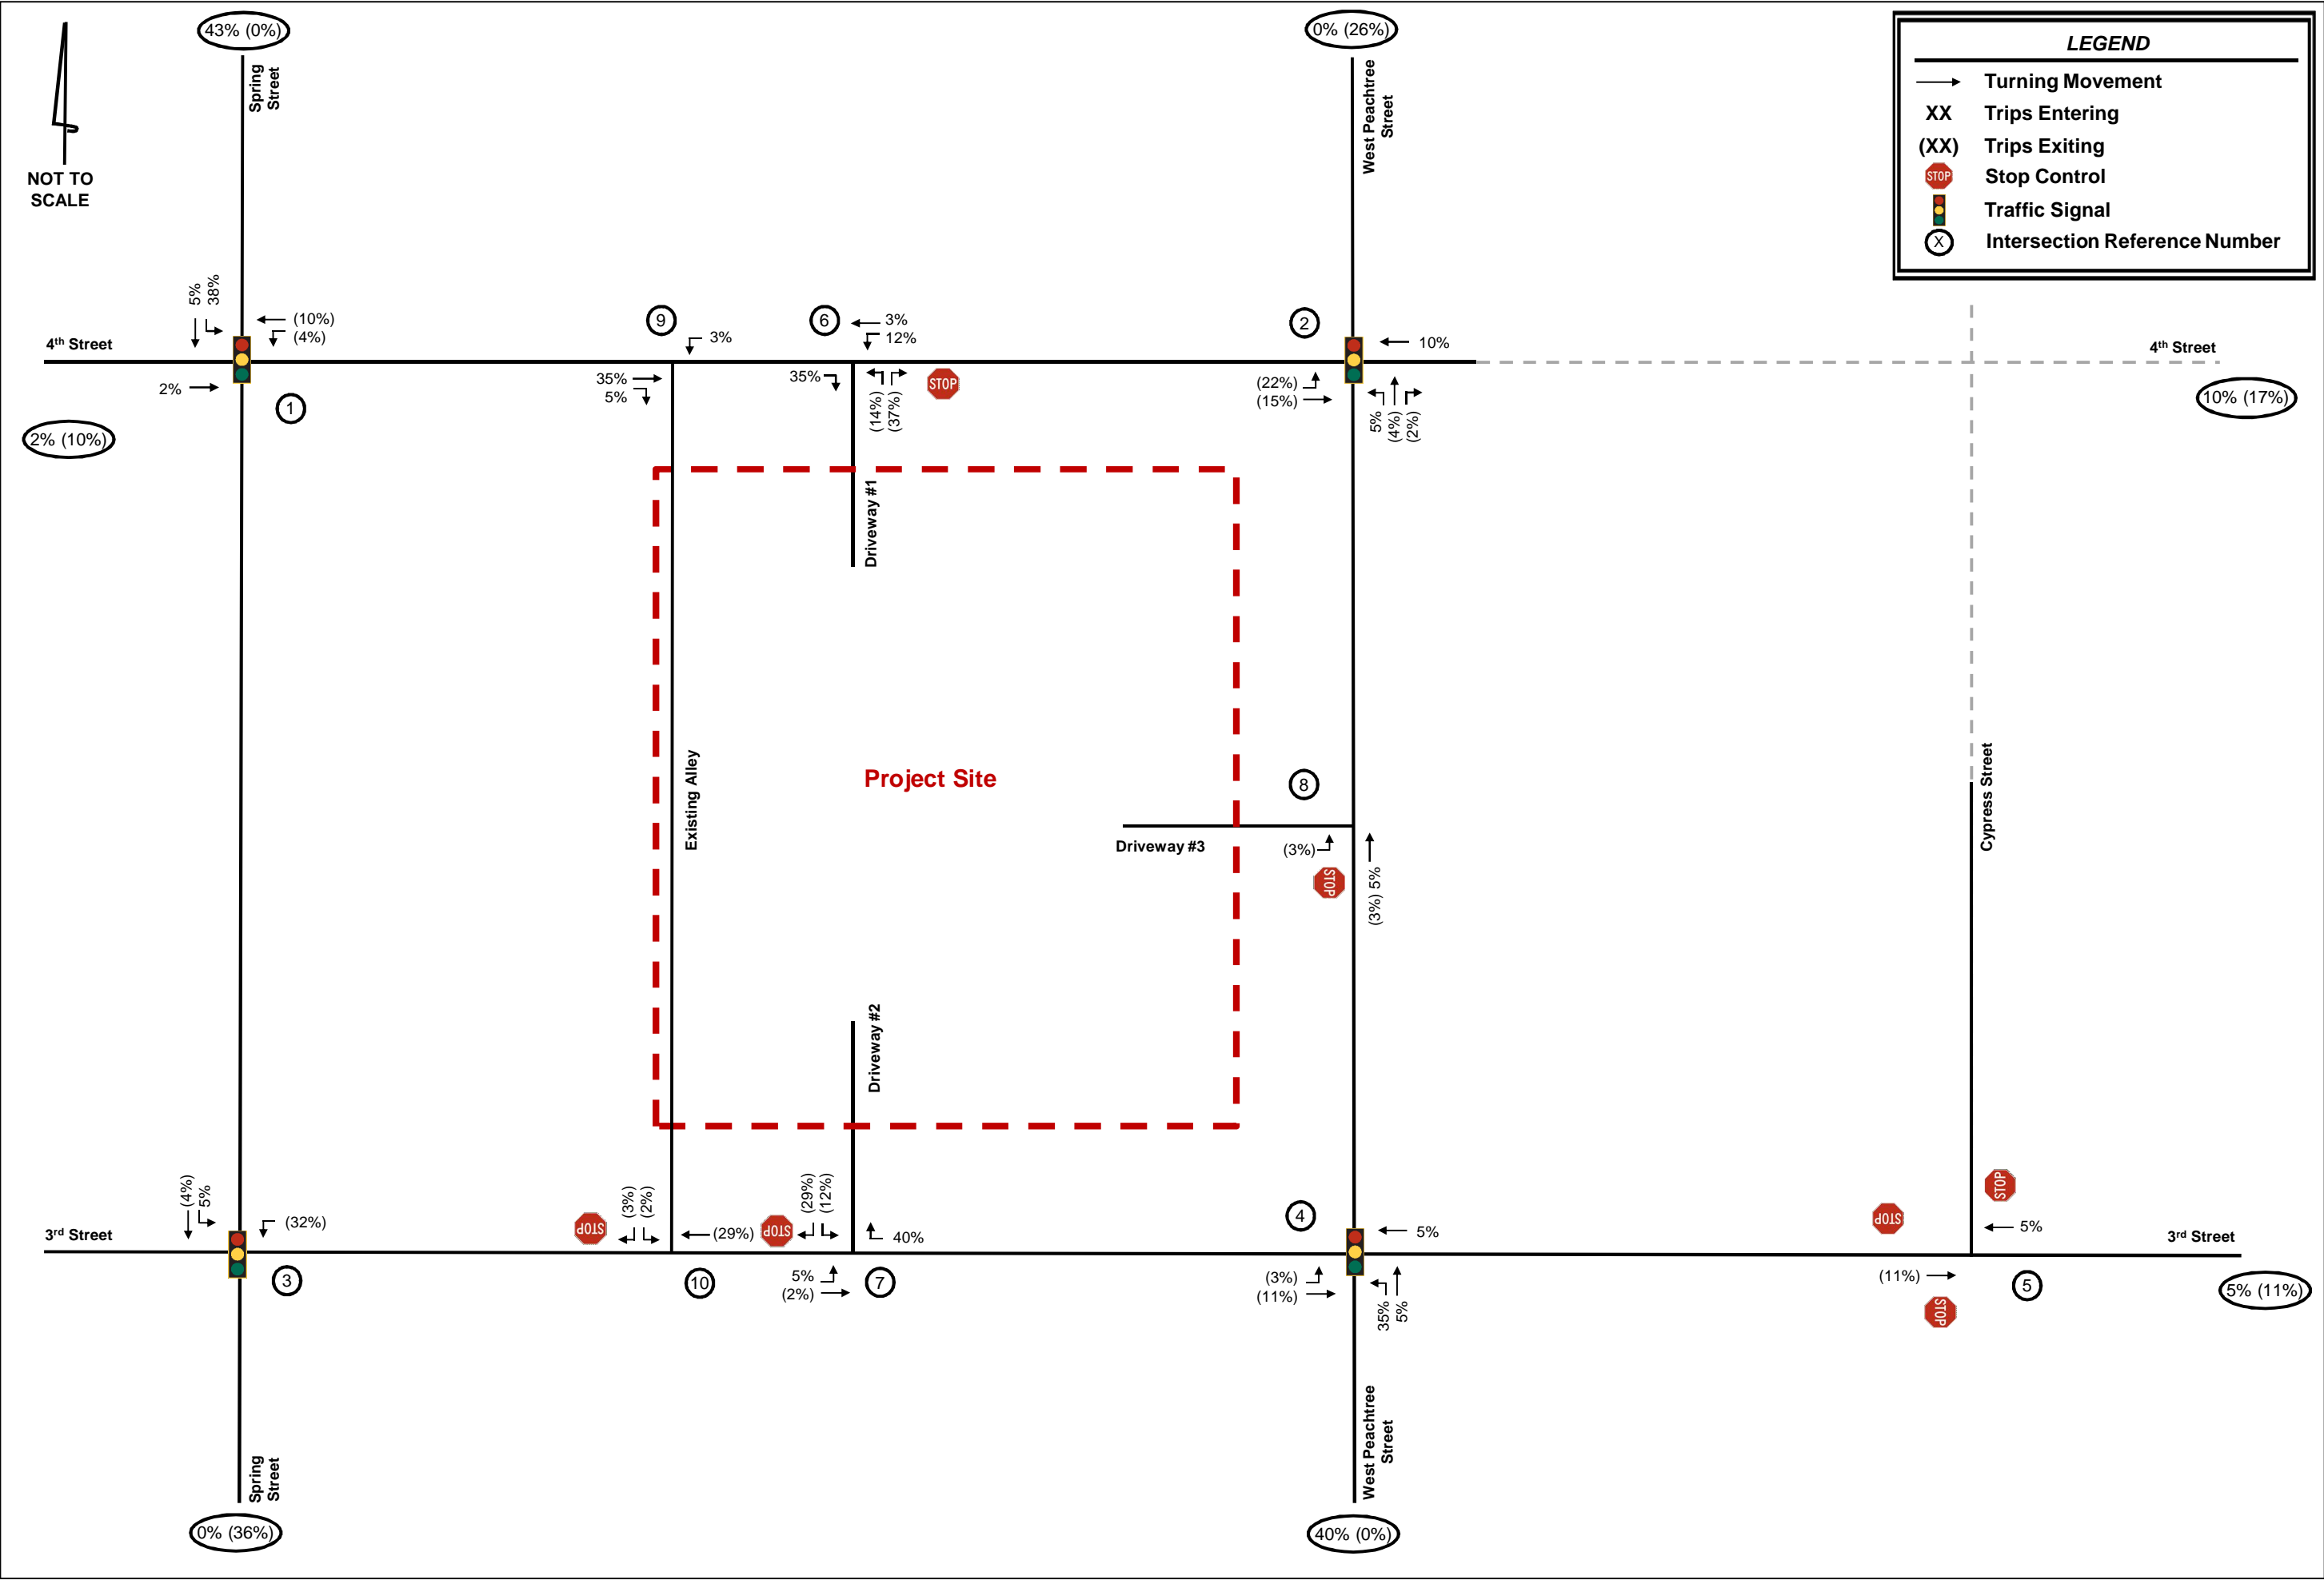 43% (0%)
0% (26%)
LEGEND
Turning Movement
XX Trips Entering
(XX) Trips Exiting
STOP Stop Control
Traffic Signal
X Intersection Reference Number
Spring
Street
West Peachtree
Street
NOT TO
SCALE
5%
38%
(10%)
(4%)
4th Street
2%
1
2% (10%)
9
3%
35%
5%
6
3%
12%
35%
(14%)
(37%)
STOP
2
10%
(22%)
(15%)
5%
(4%)
(2%)
4th Street
10% (17%)
Driveway #1
Existing Alley
Project Site
8
Driveway #3
(3%)
STOP
(3%) 5%
Cypress Street
Driveway #2
(4%)
5%
(32%)
3rd Street
3
STOP
(3%)
(2%)
(29%)
10
STOP
(29%)
(12%)
40%
5%
(2%)
7
4
5%
(3%)
(11%)
35%
5%
STOP
STOP
5%
3rd Street
(11%)
STOP
5
5% (11%)
Spring
Street
West Peachtree
Street
0% (36%)
40% (0%)